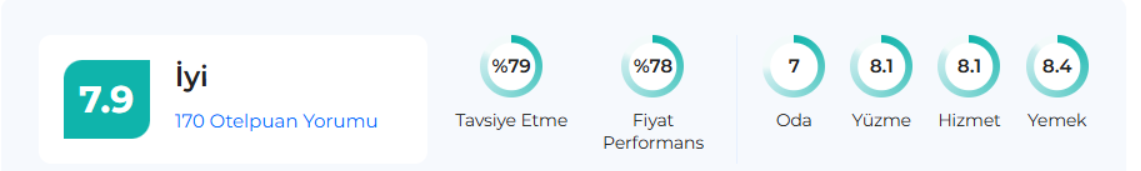 7.9
İyi
170 Otelpuan Yorumu
%79
Tavsiye Etme
%78
Fiyat
Performans
7
Oda
8.1
Yüzme
8.1
Hizmet
8.4
Yemek